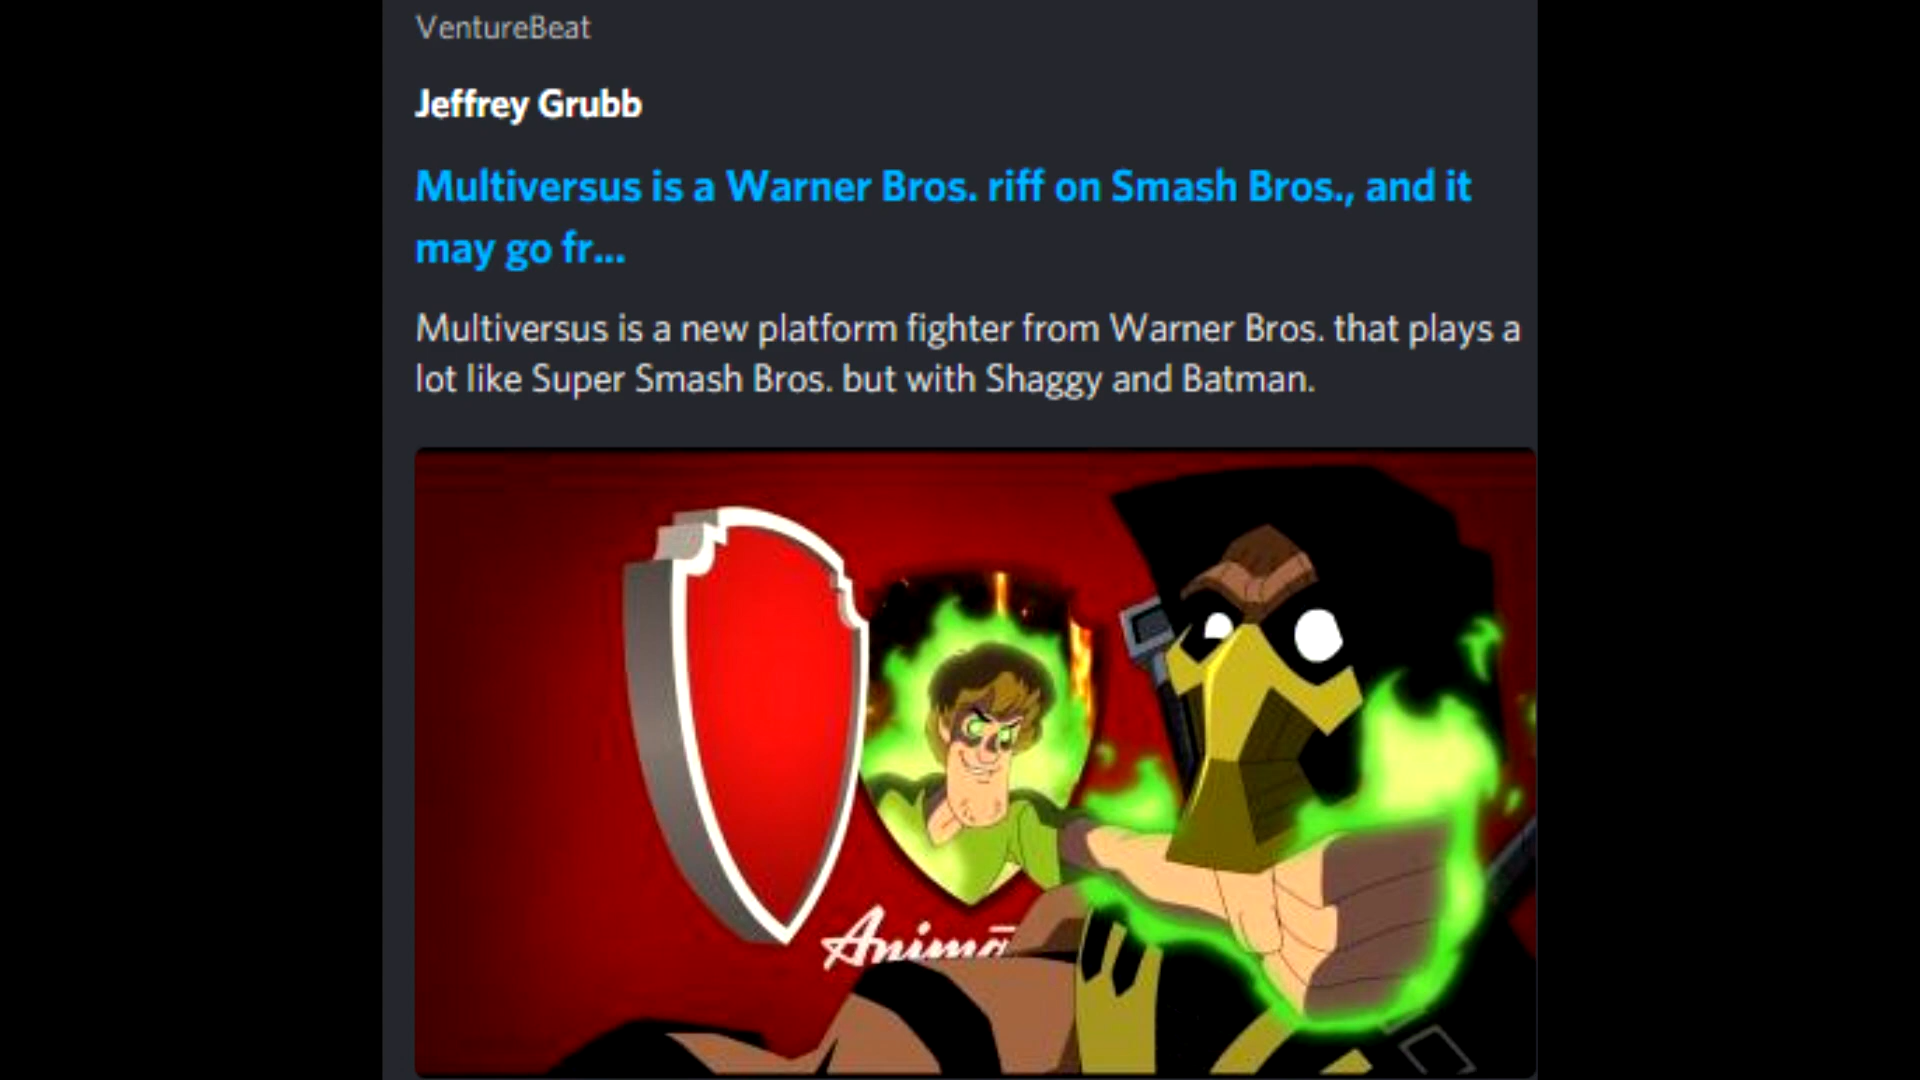 VentureBeat
Jeffrey Grubb
Multiversus is a Warner Bros. riff on Smash Bros., and it
may go fr...
Multiversus is a new platform fighter from Warner Bros. that plays a
lot like Super Smash Bros. but with Shaggy and Batman.
Anima